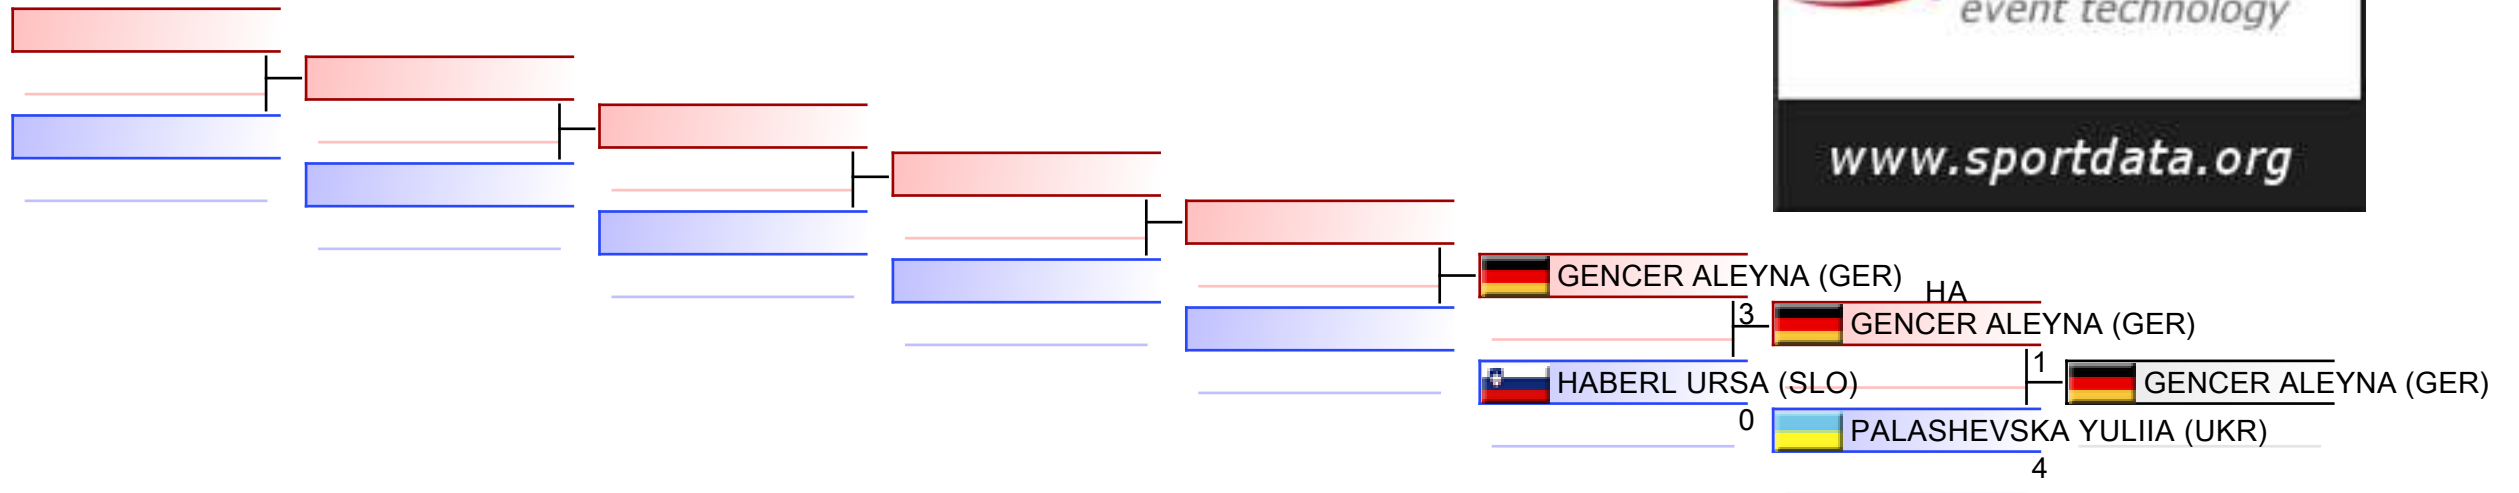 event technology
www.sportdata.org
GENCER ALEYNA (GER)
HA
3
GENCER ALEYNA (GER)
1
HABERL URSA (SLO)
GENCER ALEYNA (GER)
0
PALASHEVSKA YULIIA (UKR)
4